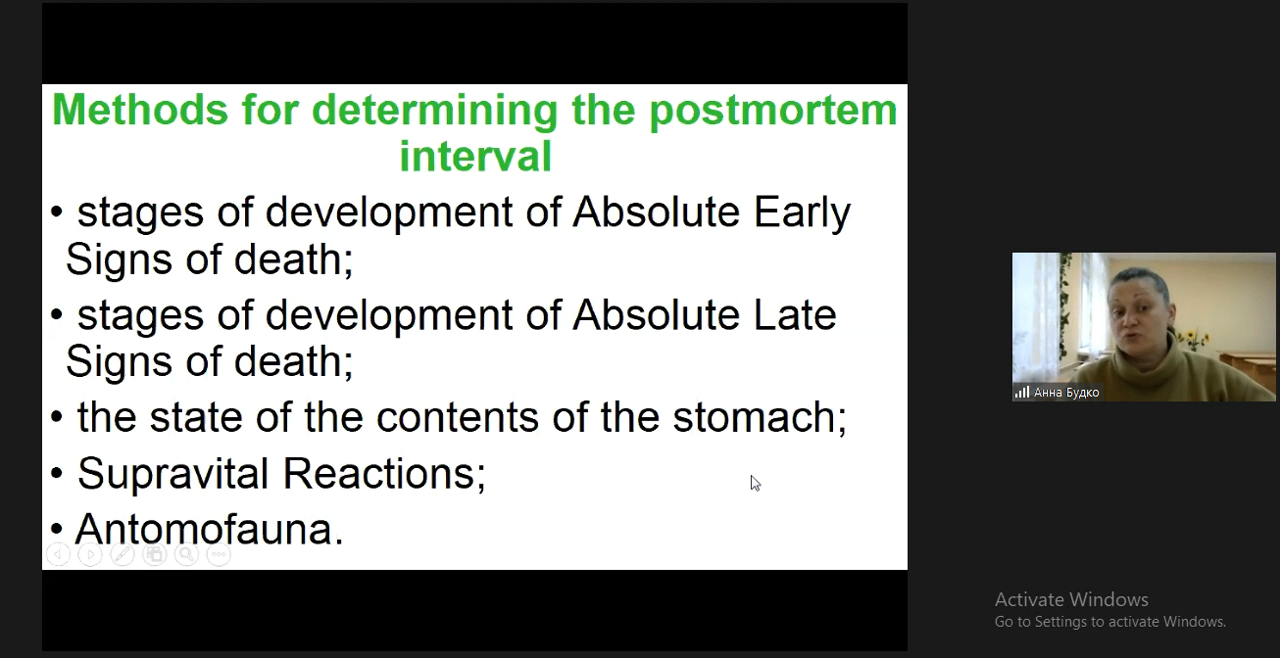 Methods for determining the postmortem
interval
• stages of development of Absolute Early
Signs of death;
• stages of development of Absolute Late
Signs of death;
• the state of the contents of the stomach;
• Supravital Reactions;
• Antomofauna.
Анна Будко
Activate Windows
Go to Settings to activate Windows.